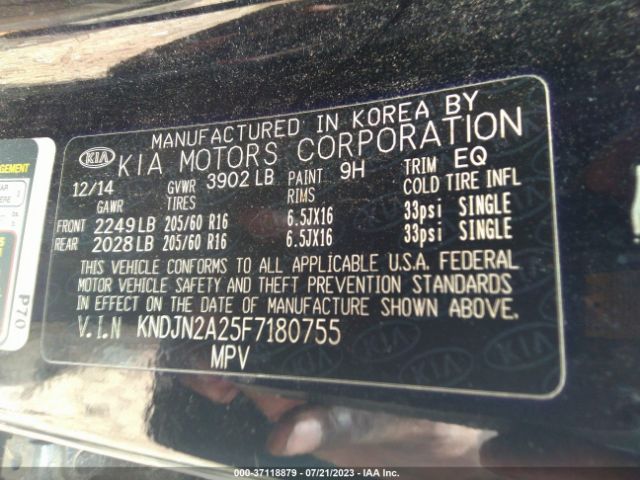 MANUFACTURED IN KOREA BY
KIA KIA MOTORS CORPORATION
12/14 GVWR 3902 LB PAINT 9H TRIM EQ
GAWR TIRES RIMS COLD TIRE INFL
FRONT 2249 LB 205/60 R16 6.5JX16 33psi SINGLE
REAR 2028 LB 205/60 R16 6.5JX16 33psi SINGLE
THIS VEHICLE CONFORMS TO ALL APPLICABLE U.S.A. FEDERAL
MOTOR VEHICLE SAFETY AND THEFT PREVENTION STANDARDS
IN EFFECT ON THE DATE OF MANUFACTURE SHOWN ABOVE.
V.I.N KNDJN2A25F7180755
MPV
P70
000-37118879 - 07/21/2023 - IAA Inc.